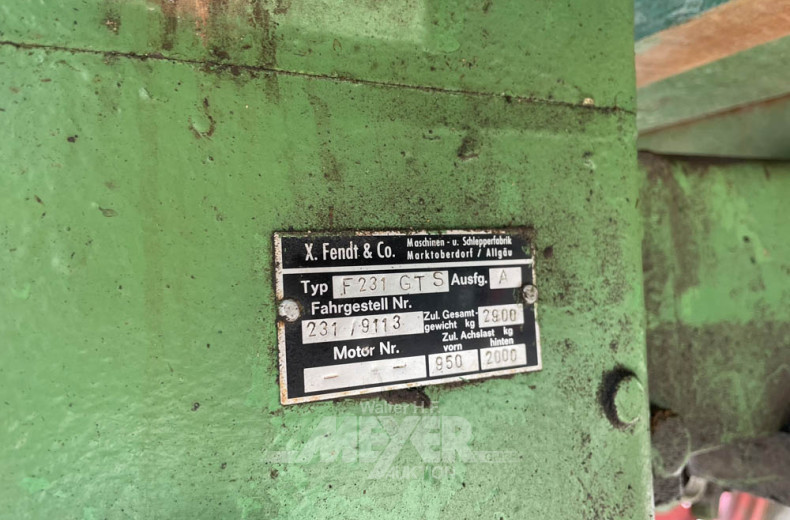 X. Fendt & Co. Maschinen - u. Schlepperfabrik
Marktoberdorf / Allgäu
Typ F 231 GT S Ausfg. A
Fahrgestell Nr.
231 / 9113 Zul. Gesamt-
gewicht kg 2900
Motor Nr. Zul. Achslast kg
vorn hinten
- - 950 2000
Walter H.F.
MEYER
AUCTION